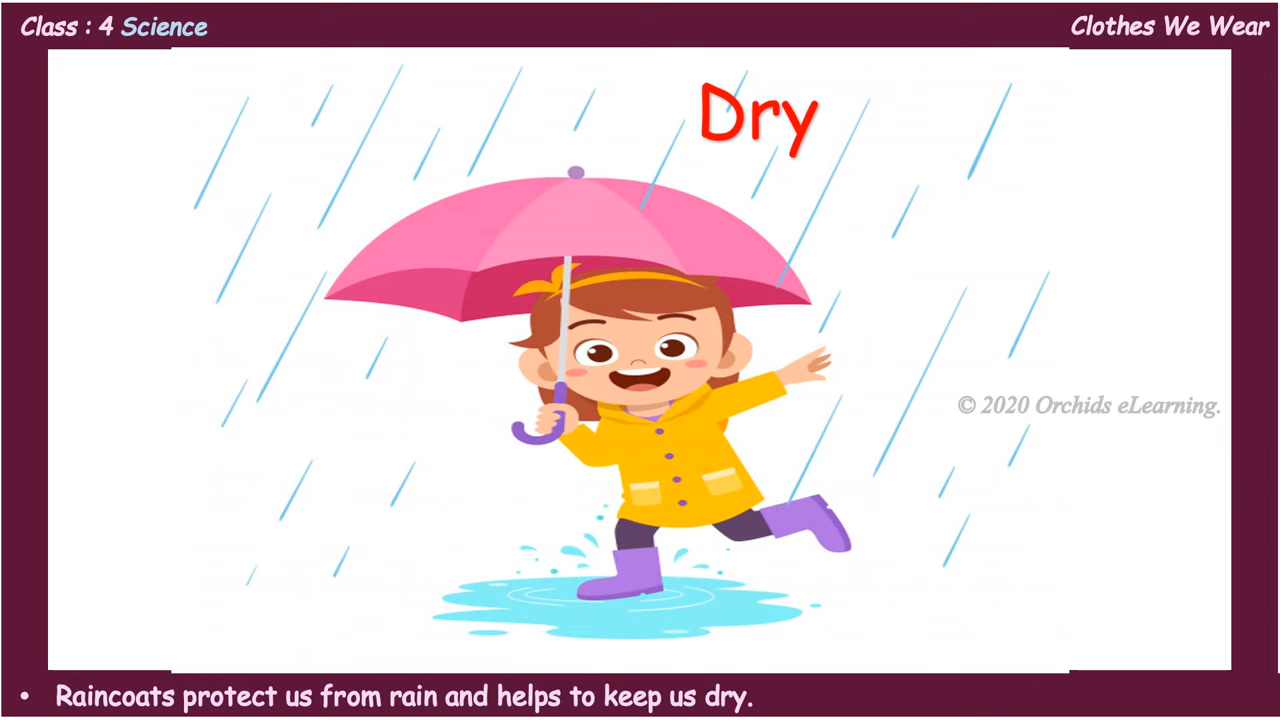 Class : 4 Science
Clothes We Wear
Dry
© 2020 Orchids eLearning.
• Raincoats protect us from rain and helps to keep us dry.